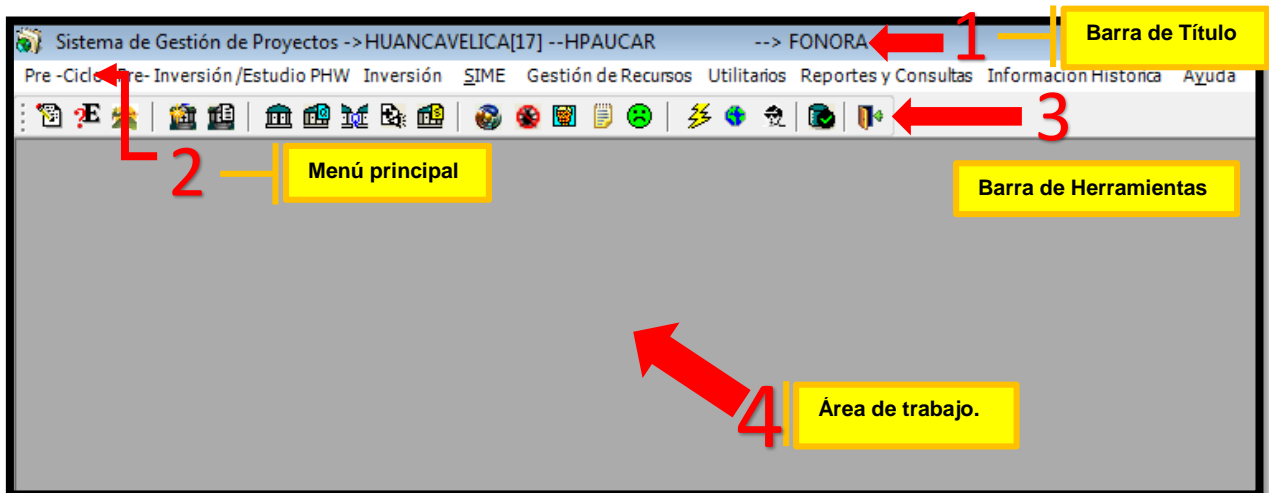 Sistema de Gestión de Proyectos ->HUANCAVELICA[17] --HPAUCAR --> FONORA
1
Barra de Título
Pre -Ciclo Pre- Inversión/Estudio PHW Inversión SIME Gestión de Recursos Utilitarios Reportes y Consultas Información Histórica Ayuda
3
2
Menú principal
Barra de Herramientas
4
Área de trabajo.